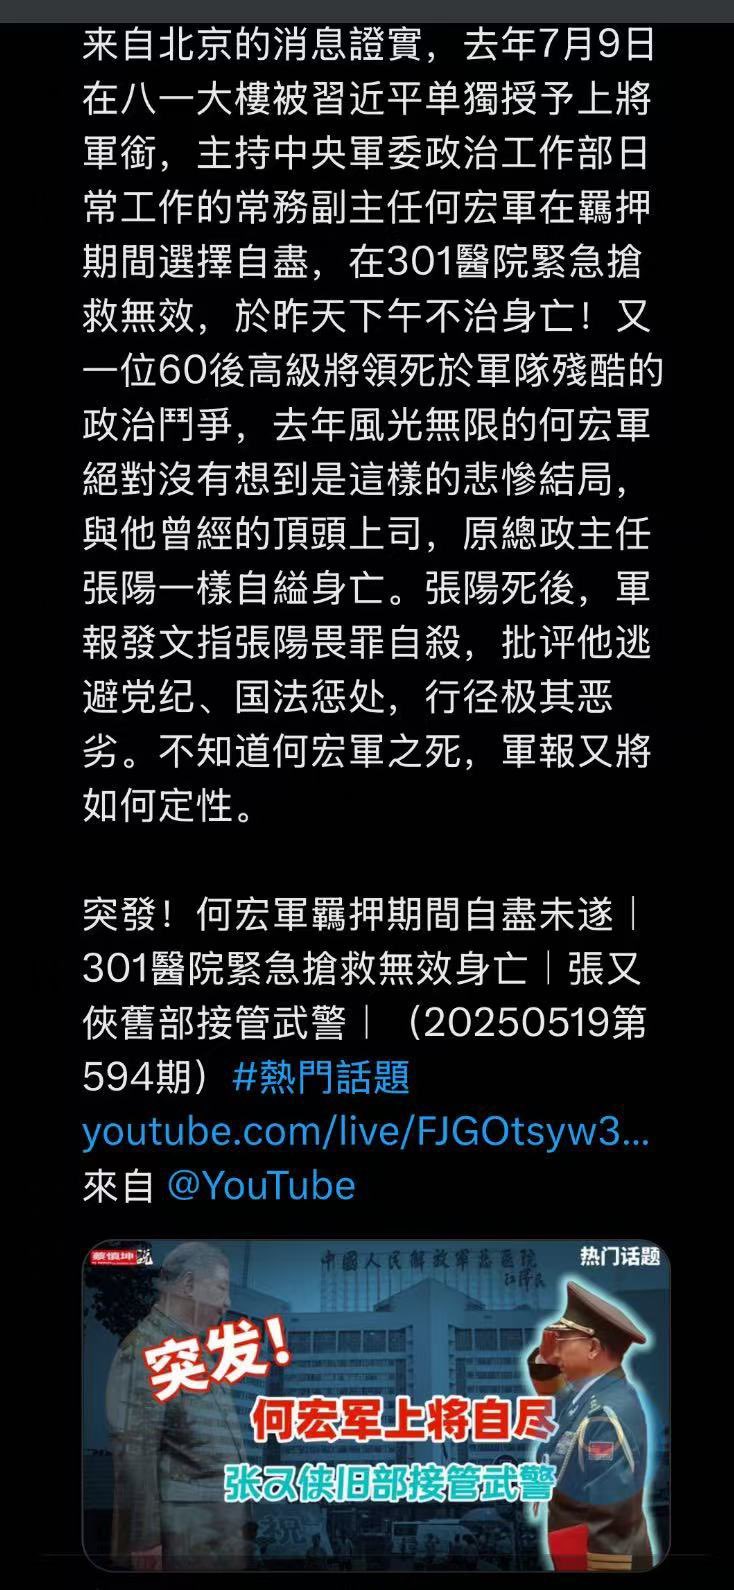 来自北京的消息證實，去年7月9日
在八一大樓被習近平单獨授予上將
軍銜，主持中央軍委政治工作部日
常工作的常務副主任何宏軍在羈押
期間選擇自盡，在301醫院緊急搶
救無效，於昨天下午不治身亡！又
一位60後高級將領死於軍隊殘酷的
政治鬥爭，去年風光無限的何宏軍
絕對沒有想到是這樣的悲慘結局，
與他曾經的頂頭上司，原總政主任
張陽一樣自縊身亡。張陽死後，軍
報發文指張陽畏罪自殺，批评他逃
避党纪、国法惩处，行径极其恶
劣。不知道何宏軍之死，軍報又將
如何定性。
突發！何宏軍羈押期間自盡未遂｜
301醫院緊急搶救無效身亡｜張又
俠舊部接管武警｜（20250519第
594期）#熱門話題
youtube.com/live/FJGOtsyw3...
來自 @YouTube
蔡慎坤說
中國人民解放軍總医院
江澤民
热门话题
突发！
何宏军上将自尽
张又侠旧部接管武警